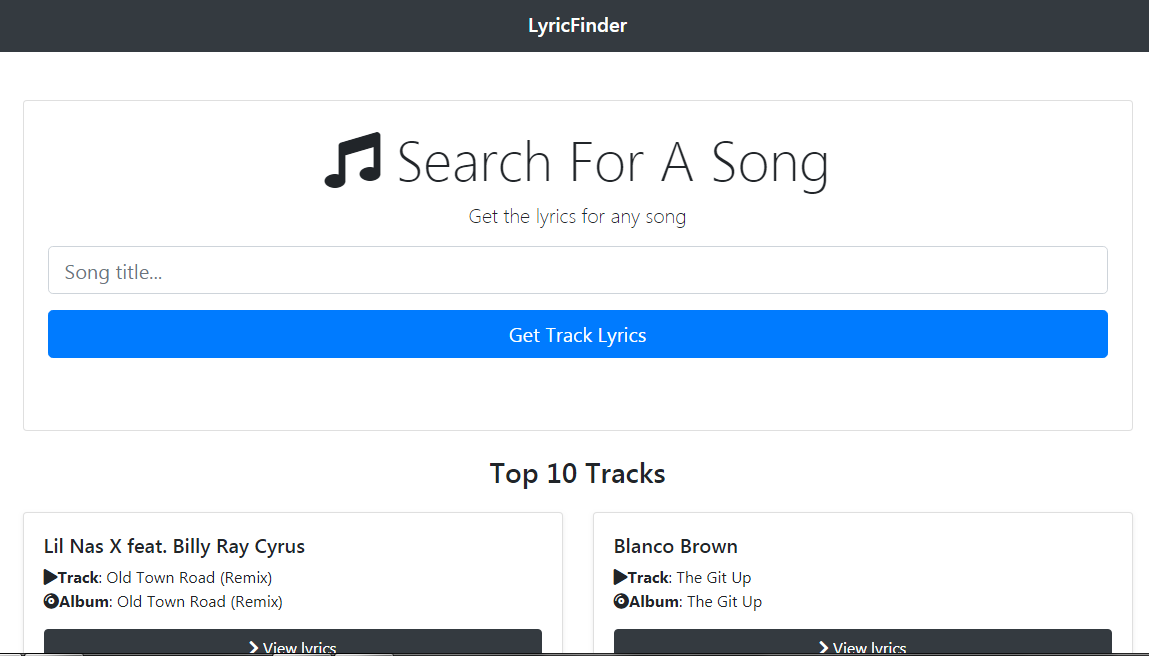 LyricFinder
Search For A Song
Get the lyrics for any song
Song title...
Get Track Lyrics
Top 10 Tracks
Lil Nas X feat. Billy Ray Cyrus
Track: Old Town Road (Remix)
Album: Old Town Road (Remix)
View lyrics
Blanco Brown
Track: The Git Up
Album: The Git Up
View lyrics